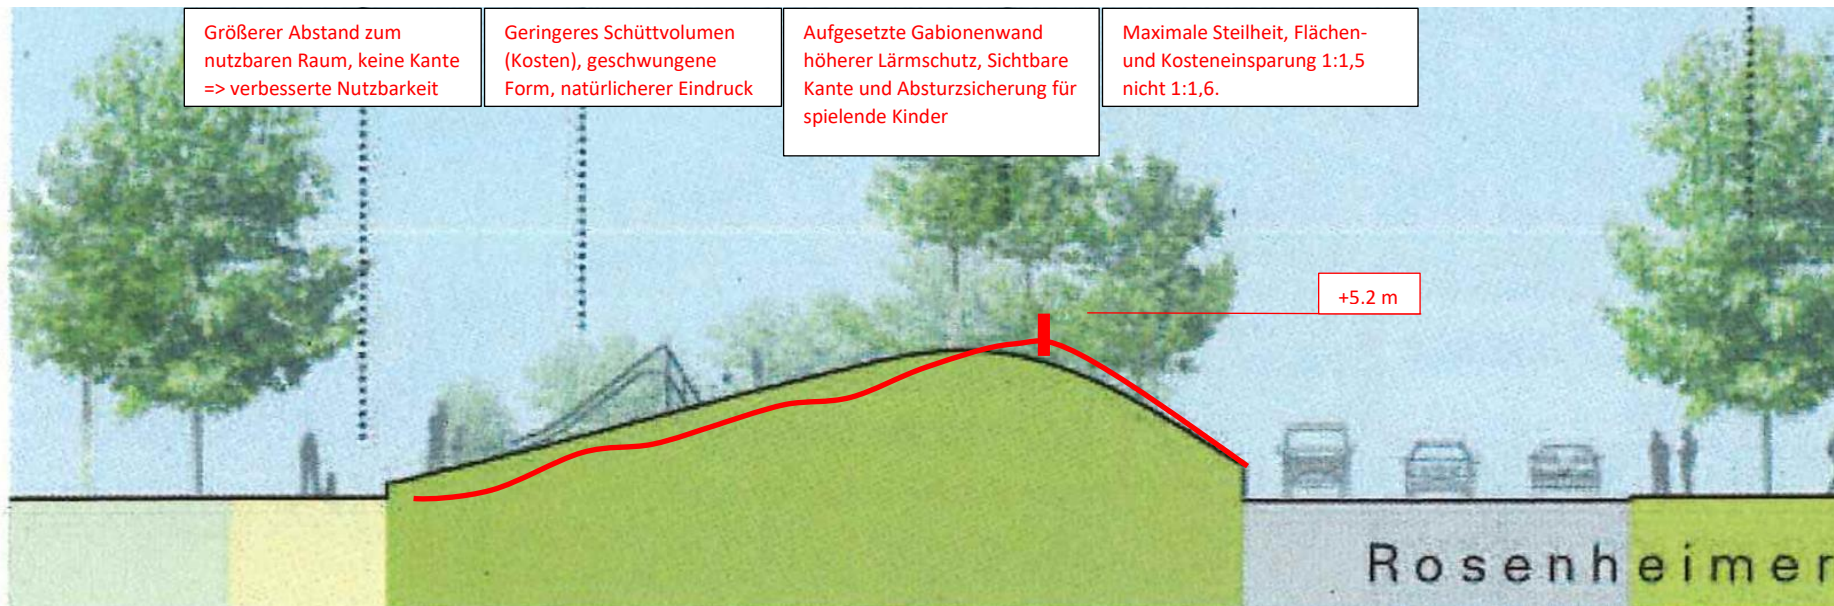 Größerer Abstand zum
nutzbaren Raum, keine Kante
=> verbesserte Nutzbarkeit
Geringeres Schüttvolumen
(Kosten), geschwungene
Form, natürlicherer Eindruck
Aufgesetzte Gabionenwand
höherer Lärmschutz, Sichtbare
Kante und Absturzsicherung für
spielende Kinder
Maximale Steilheit, Flächen-
und Kosteneinsparung 1:1,5
nicht 1:1,6.
+5.2 m
Rosenheimer